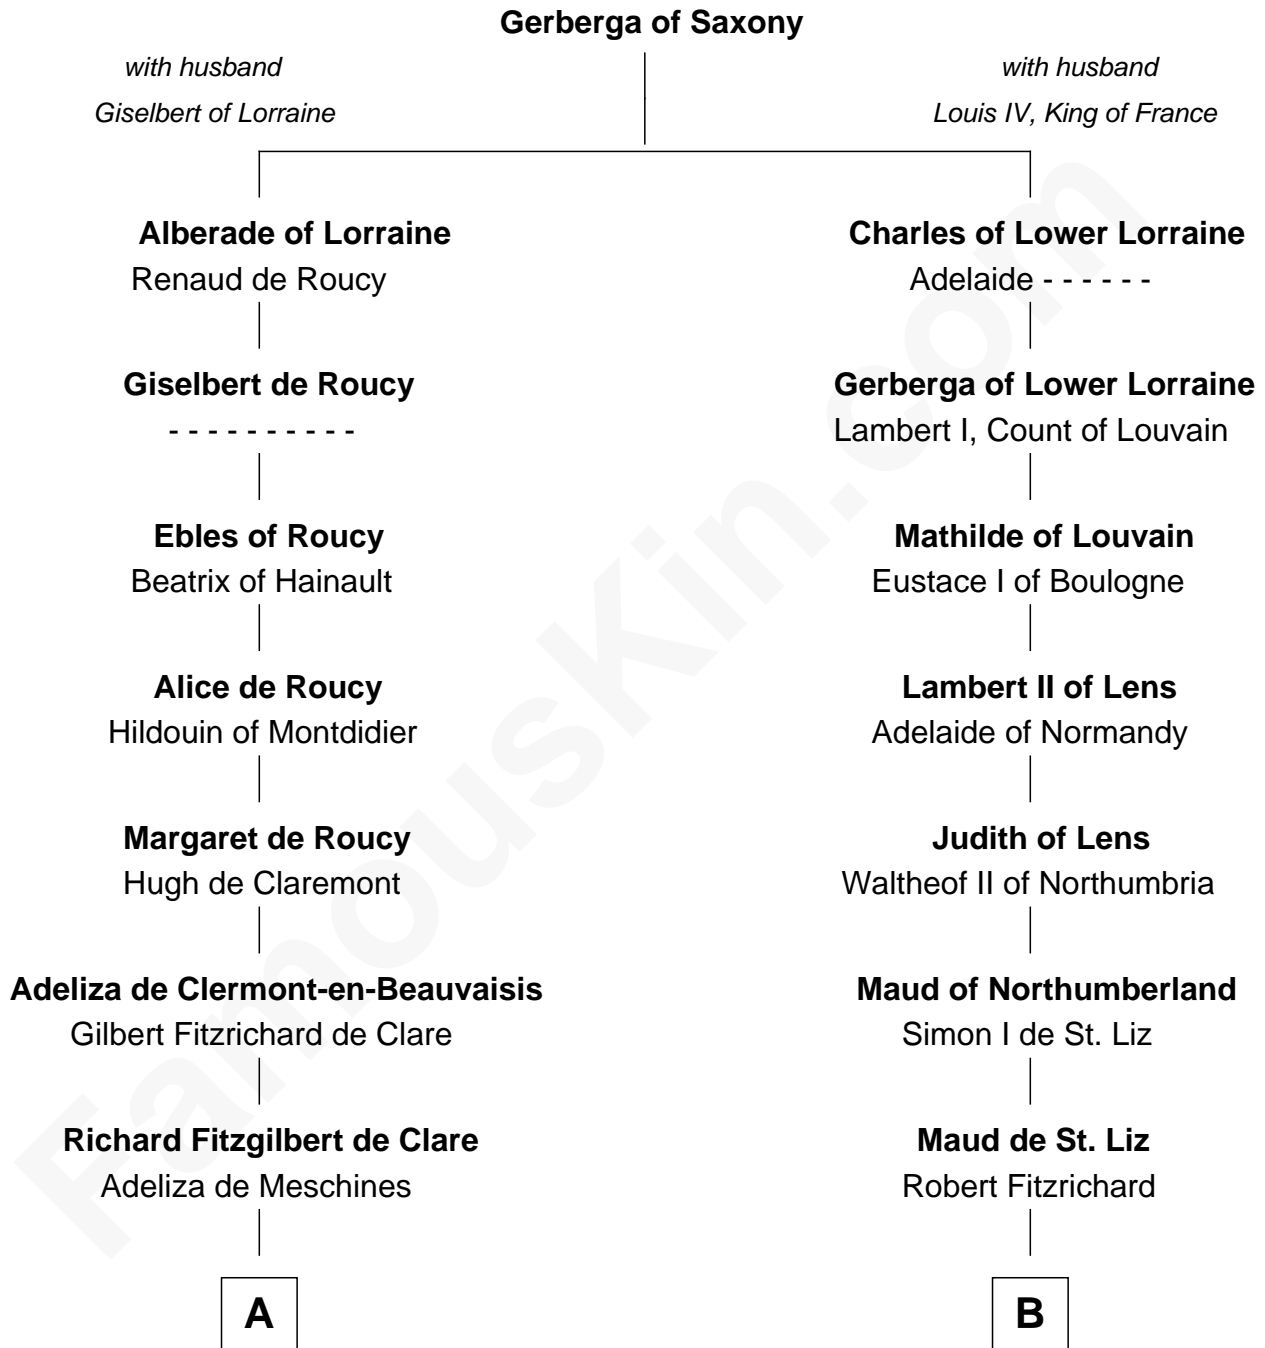 Gerberga of Saxony
with husband
Giselbert of Lorraine
with husband
Louis IV, King of France
Alberade of Lorraine
Renaud de Roucy
Charles of Lower Lorraine
Adelaide - - - - - -
Giselbert de Roucy
- - - - - - - - - -
Gerberga of Lower Lorraine
Lambert I, Count of Louvain
Ebles of Roucy
Beatrix of Hainault
Mathilde of Louvain
Eustace I of Boulogne
Alice de Roucy
Hildouin of Montdidier
Lambert II of Lens
Adelaide of Normandy
Margaret de Roucy
Hugh de Claremont
Judith of Lens
Waltheof II of Northumbria
Adeliza de Clermont-en-Beauvaisis
Gilbert Fitzrichard de Clare
Maud of Northumberland
Simon I de St. Liz
Richard Fitzgilbert de Clare
Adeliza de Meschines
Maud de St. Liz
Robert Fitzrichard
A
B
FamousKin.com